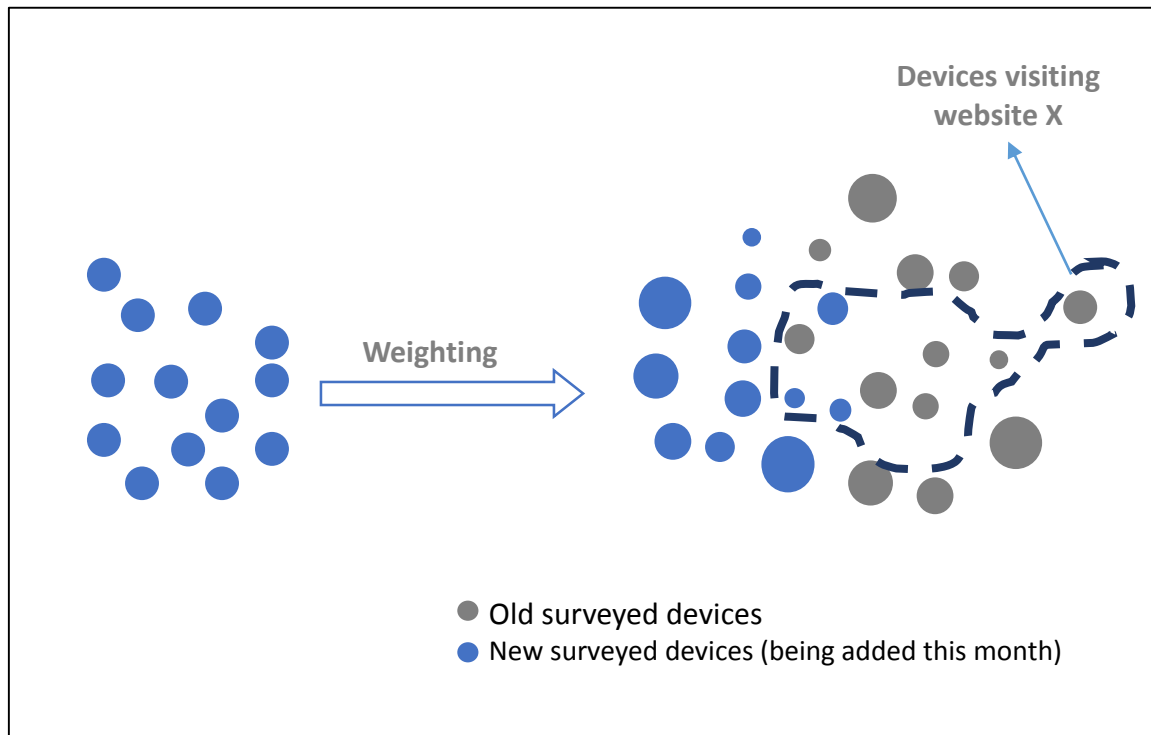 Devices visiting
website X
Weighting
Old surveyed devices
New surveyed devices (being added this month)